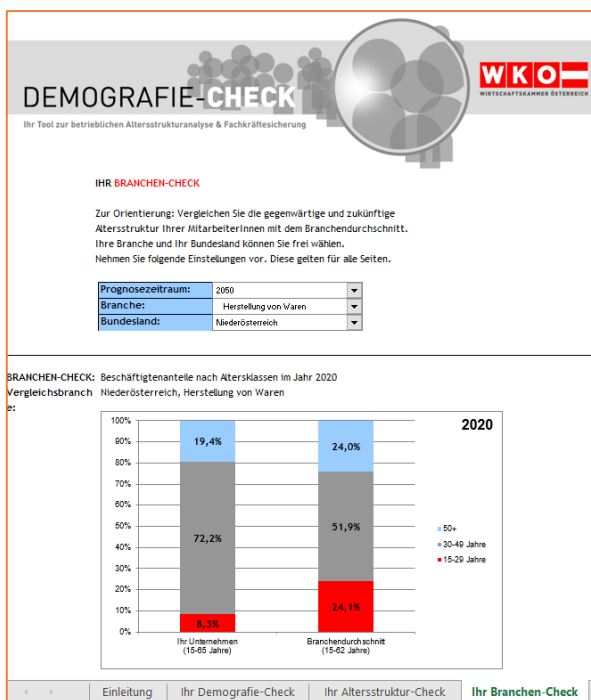 DEMOGRAFIE-CHECK
Ihr Tool zur betrieblichen Altersstrukturanalyse & Fachkräftesicherung
WKO
WIRTSCHAFTSKAMMER ÖSTERREICH
IHR BRANCHEN-CHECK
Zur Orientierung: Vergleichen Sie die gegenwärtige und zukünftige
Altersstruktur Ihrer MitarbeiterInnen mit dem Branchendurchschnitt.
Ihre Branche und Ihr Bundesland können Sie frei wählen.
Nehmen Sie folgende Einstellungen vor. Diese gelten für alle Seiten.
Prognosezeitraum: 2050
Branche: Herstellung von Waren
Bundesland: Niederösterreich
BRANCHEN-CHECK: Beschäftigtenanteile nach Altersklassen im Jahr 2020
Vergleichsbranch Niederösterreich, Herstellung von Waren
e:
2020
100%
90%
80%
70%
60%
50%
40%
30%
20%
10%
0%
19,4%
72,2%
8,3%
24,0%
51,9%
24,1%
50+
30-49 Jahre
15-29 Jahre
Ihr Unternehmen
(15-65 Jahre)
Branchendurchschnitt
(15-62 Jahre)
Einleitung
Ihr Demografie-Check
Ihr Altersstruktur-Check
Ihr Branchen-Check